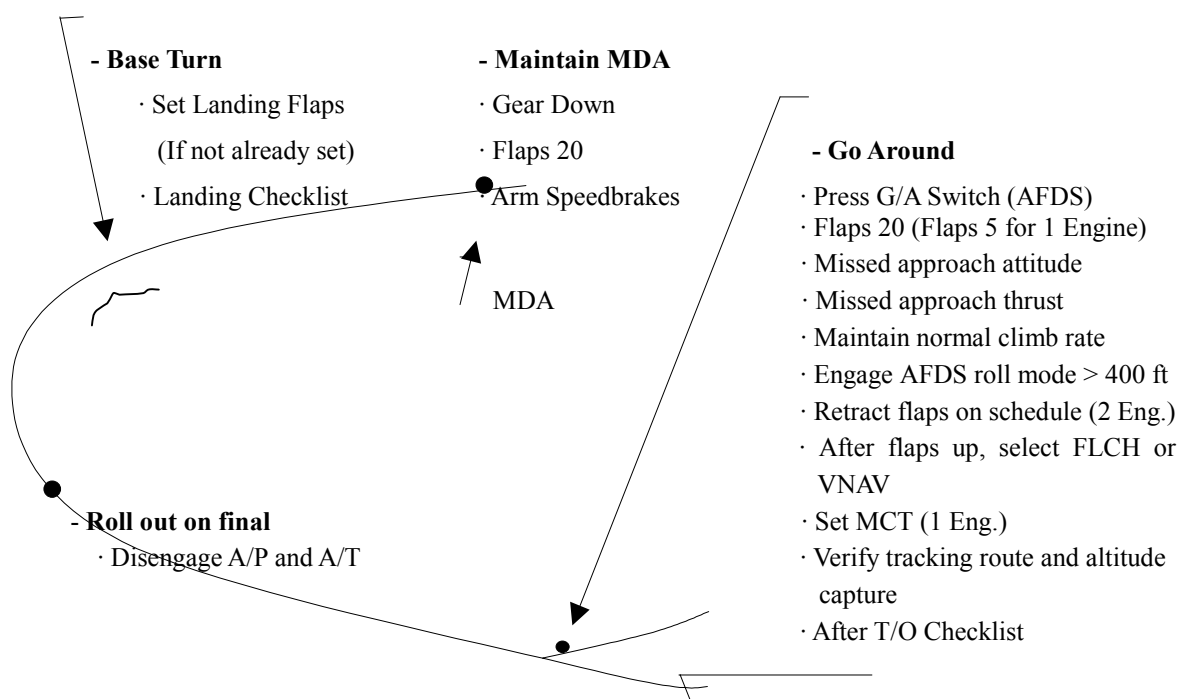 - Base Turn
· Set Landing Flaps
(If not already set)
· Landing Checklist
- Maintain MDA
· Gear Down
· Flaps 20
· Arm Speedbrakes
MDA
- Go Around
· Press G/A Switch (AFDS)
· Flaps 20 (Flaps 5 for 1 Engine)
· Missed approach attitude
· Missed approach thrust
· Maintain normal climb rate
· Engage AFDS roll mode > 400 ft
· Retract flaps on schedule (2 Eng.)
· After flaps up, select FLCH or
VNAV
· Set MCT (1 Eng.)
· Verify tracking route and altitude
capture
· After T/O Checklist
- Roll out on final
· Disengage A/P and A/T